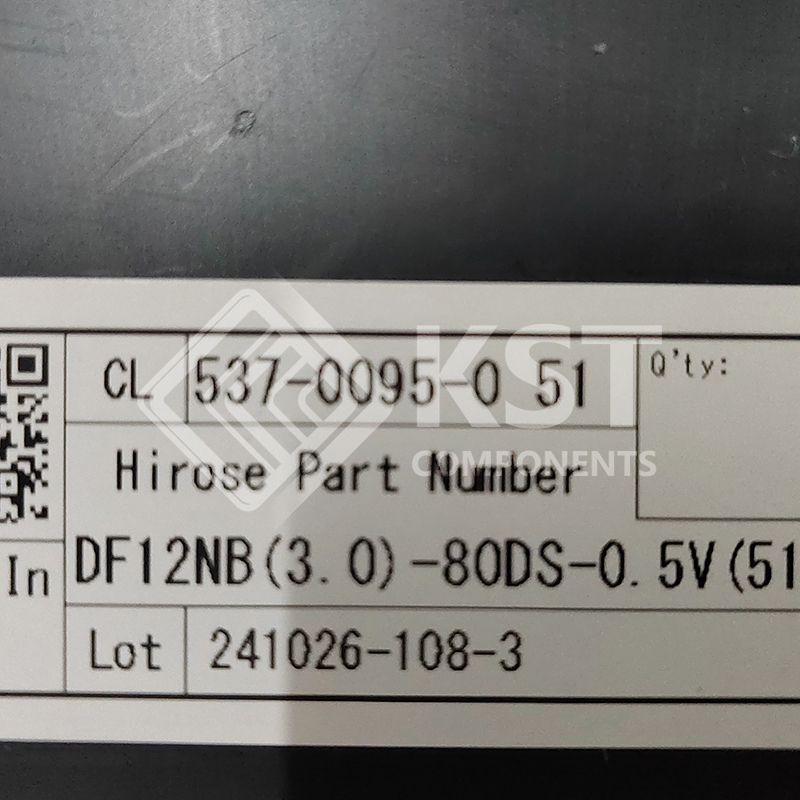 KST
COMPONENTS
CL 537-0095-0 51
Q'ty:
Hirose Part Number
In
DF12NB(3.0)-80DS-0.5V(51
Lot 241026-108-3